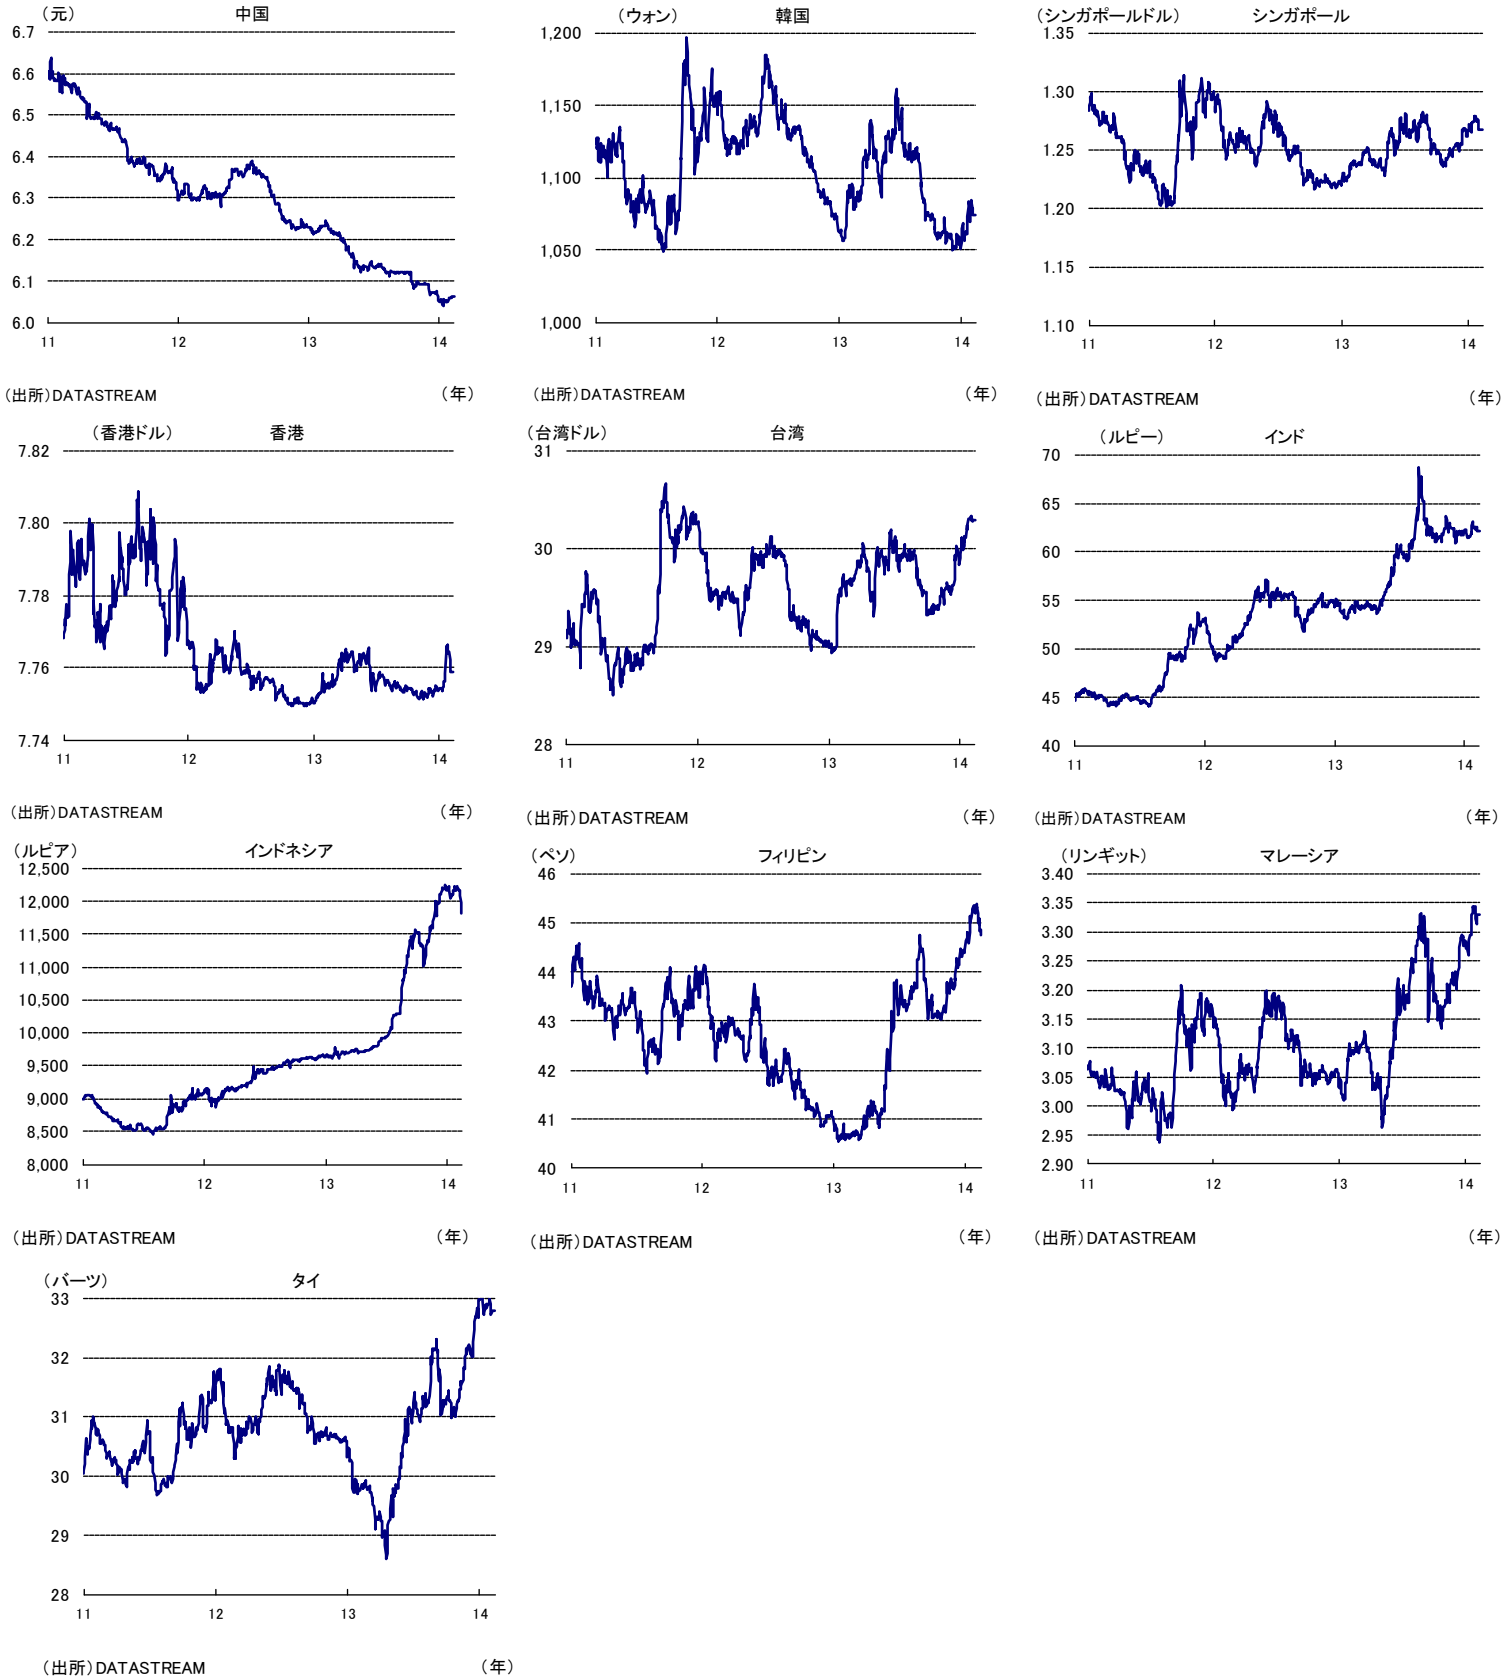 （元） 中国
6.7
6.6
6.5
6.4
6.3
6.2
6.1
6.0
11 12 13 14
（出所）DATASTREAM （年）
（ウォン） 韓国
1,200
1,150
1,100
1,050
1,000
11 12 13 14
（出所）DATASTREAM （年）
（シンガポールドル） シンガポール
1.35
1.30
1.25
1.20
1.15
1.10
11 12 13 14
（出所）DATASTREAM （年）
（香港ドル） 香港
7.82
7.80
7.78
7.76
7.74
11 12 13 14
（出所）DATASTREAM （年）
（台湾ドル） 台湾
31
30
29
28
11 12 13 14
（出所）DATASTREAM （年）
（ルピー） インド
70
65
60
55
50
45
40
11 12 13 14
（出所）DATASTREAM （年）
（ルピア） インドネシア
12,500
12,000
11,500
11,000
10,500
10,000
9,500
9,000
8,500
8,000
11 12 13 14
（出所）DATASTREAM （年）
（ペソ） フィリピン
46
45
44
43
42
41
40
11 12 13 14
（出所）DATASTREAM （年）
（リンギット） マレーシア
3.40
3.35
3.30
3.25
3.20
3.15
3.10
3.05
3.00
2.95
2.90
11 12 13 14
（出所）DATASTREAM （年）
（バーツ） タイ
33
32
31
30
29
28
11 12 13 14
（出所）DATASTREAM （年）